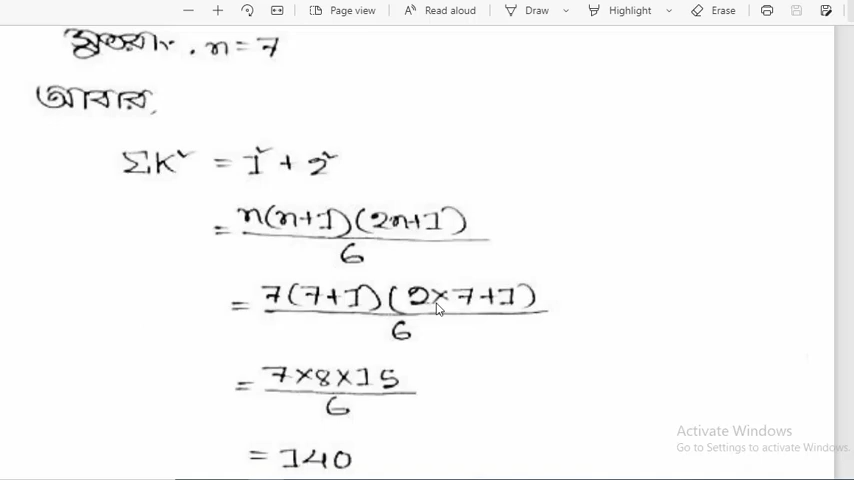 Page view Read aloud Draw Highlight Erase
সুতরাং, n = 7
আবার,
ΣK² = 1² + 2²
= n(n+1)(2n+1)
6
= 7(7+1)(2×7+1)
6
= 7×8×15
6
= 140
Activate Windows
Go to Settings to activate Windows.